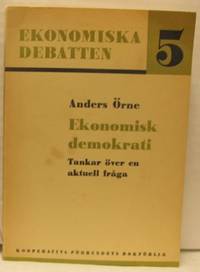 EKONOMISKA
DEBATTEN
5
Anders Örne
Ekonomisk
demokrati
Tankar över en
aktuell fråga
KOOPERATIVA FÖRBUNDETS BOKFÖRLAG